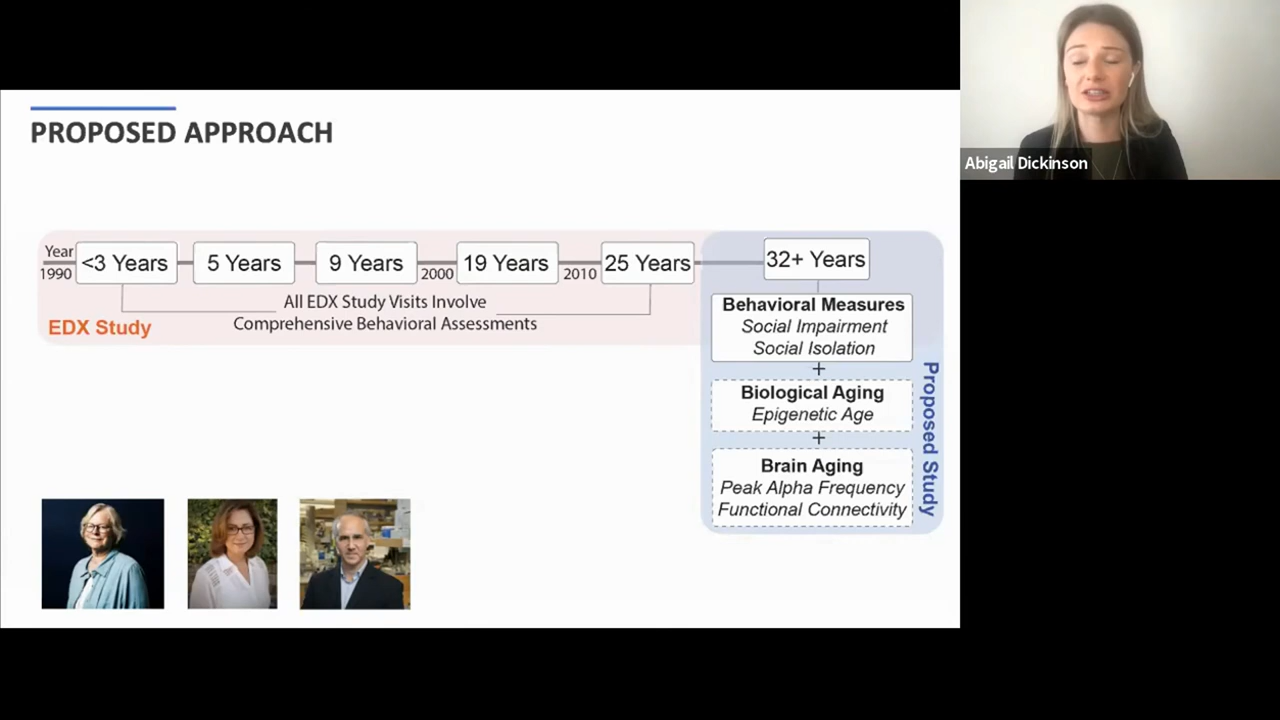 PROPOSED APPROACH
Year
1990
<3 Years
5 Years
9 Years
2000
19 Years
2010
25 Years
32+ Years
All EDX Study Visits Involve
Comprehensive Behavioral Assessments
EDX Study
Behavioral Measures
Social Impairment
Social Isolation
+
Biological Aging
Epigenetic Age
+
Brain Aging
Peak Alpha Frequency
Functional Connectivity
Proposed Study
Abigail Dickinson